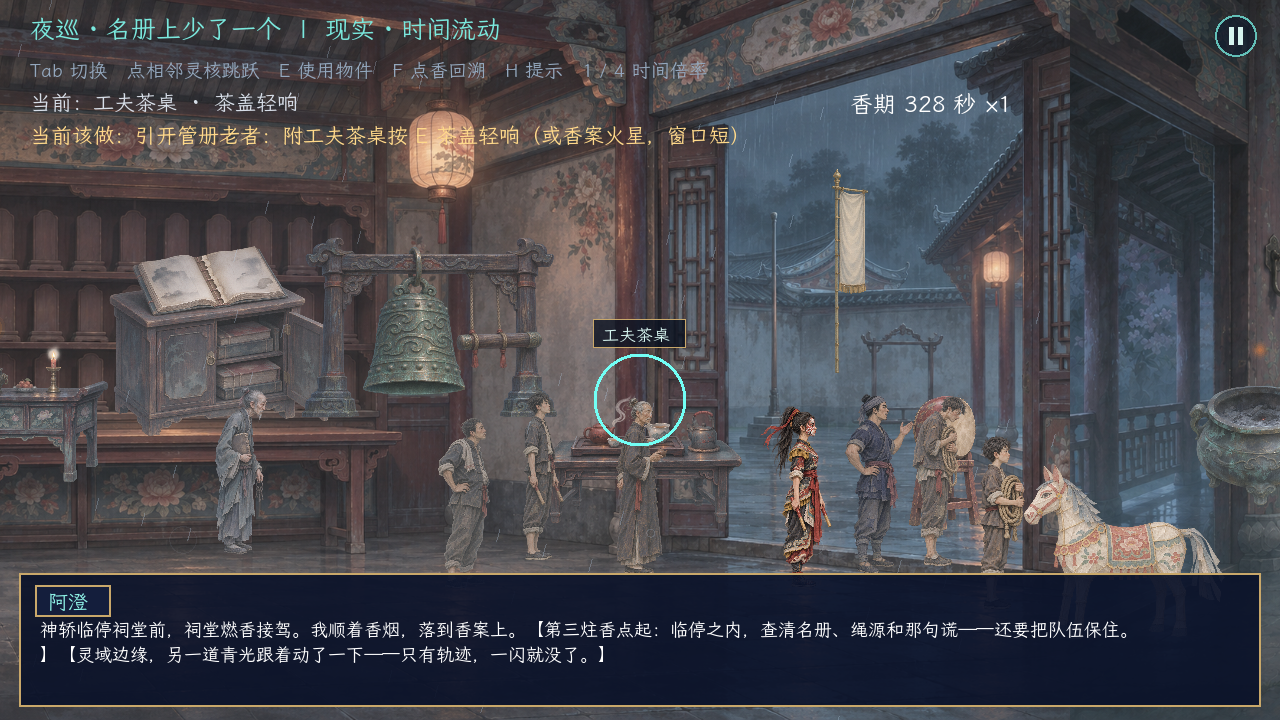 夜巡·名册上少了一个 | 现实·时间流动
Tab 切换 点相邻灵核跳跃 E 使用物件 F 点香回溯 H 提示 1 / 4 时间倍率
当前：工夫茶桌 · 茶盖轻响
香期 328 秒 ×1
当前该做：引开管册老者：附工夫茶桌按 E 茶盖轻响（或香案火星，窗口短）
工夫茶桌
阿澄
神轿临停祠堂前，祠堂燃香接驾。我顺着香烟，落到香案上。【第三炷香点起：临停之内，查清名册、绳源和那句谎——还要把队伍保住。
】【灵域边缘，另一道青光跟着动了一下——只有轨迹，一闪就没了。】